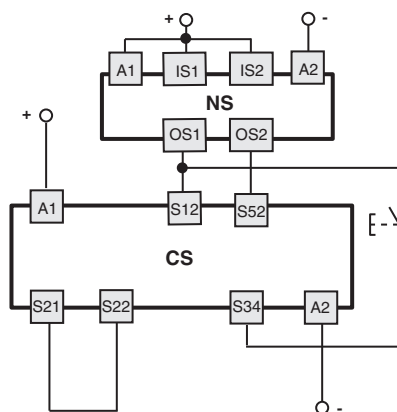 + -
A1 IS1 IS2 A2
NS
OS1 OS2
+
A1 S12 S52
CS
S21 S22 S34 A2
-